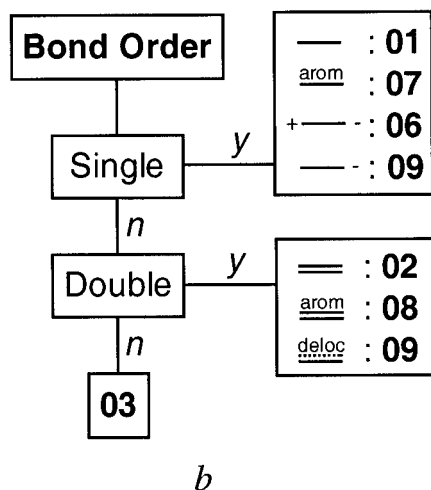 Bond Order
: 01
arom : 07
+ - : 06
- : 09
Single
y
n
Double
y
: 02
arom : 08
deloc : 09
n
03
b